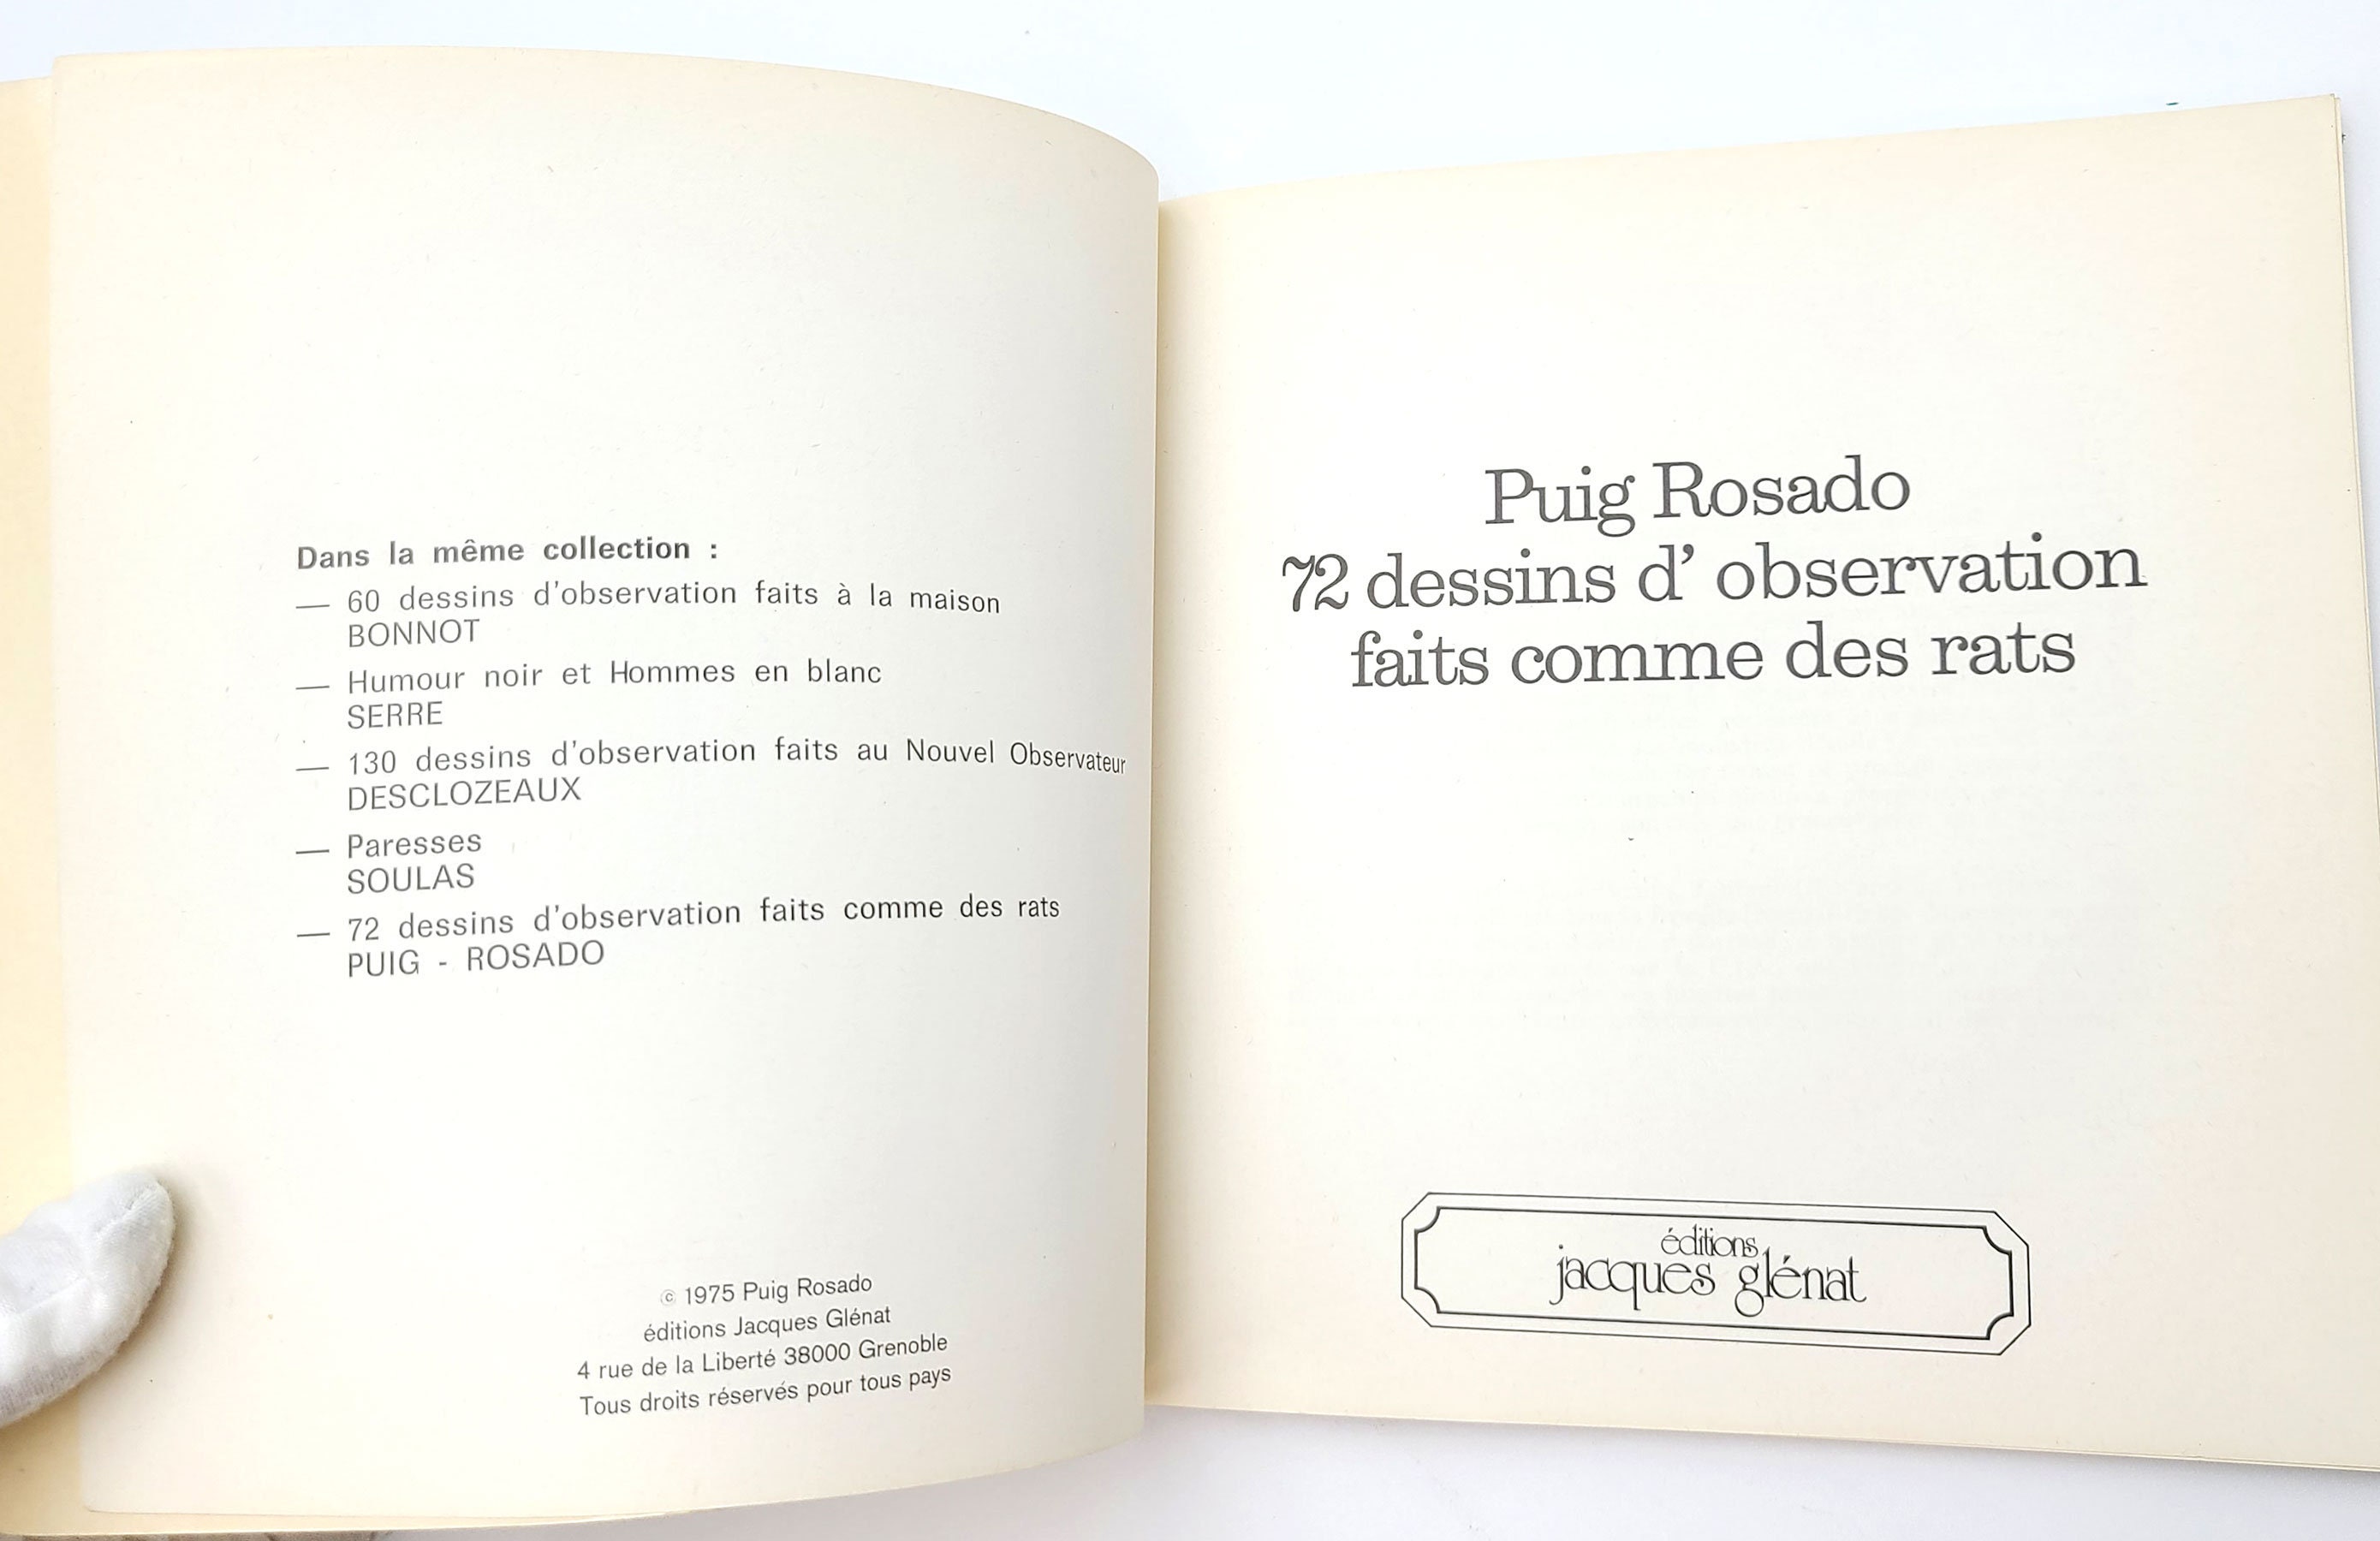 Dans la même collection :
— 60 dessins d'observation faits à la maison
BONNOT
— Humour noir et Hommes en blanc
SERRE
— 130 dessins d'observation faits au Nouvel Observateur
DESCLOZEAUX
— Paresses
SOULAS
— 72 dessins d'observation faits comme des rats
PUIG - ROSADO
© 1975 Puig Rosado
éditions Jacques Glénat
4 rue de la Liberté 38000 Grenoble
Tous droits réservés pour tous pays
Puig Rosado
72 dessins d' observation
faits comme des rats
éditions
jacques glénat